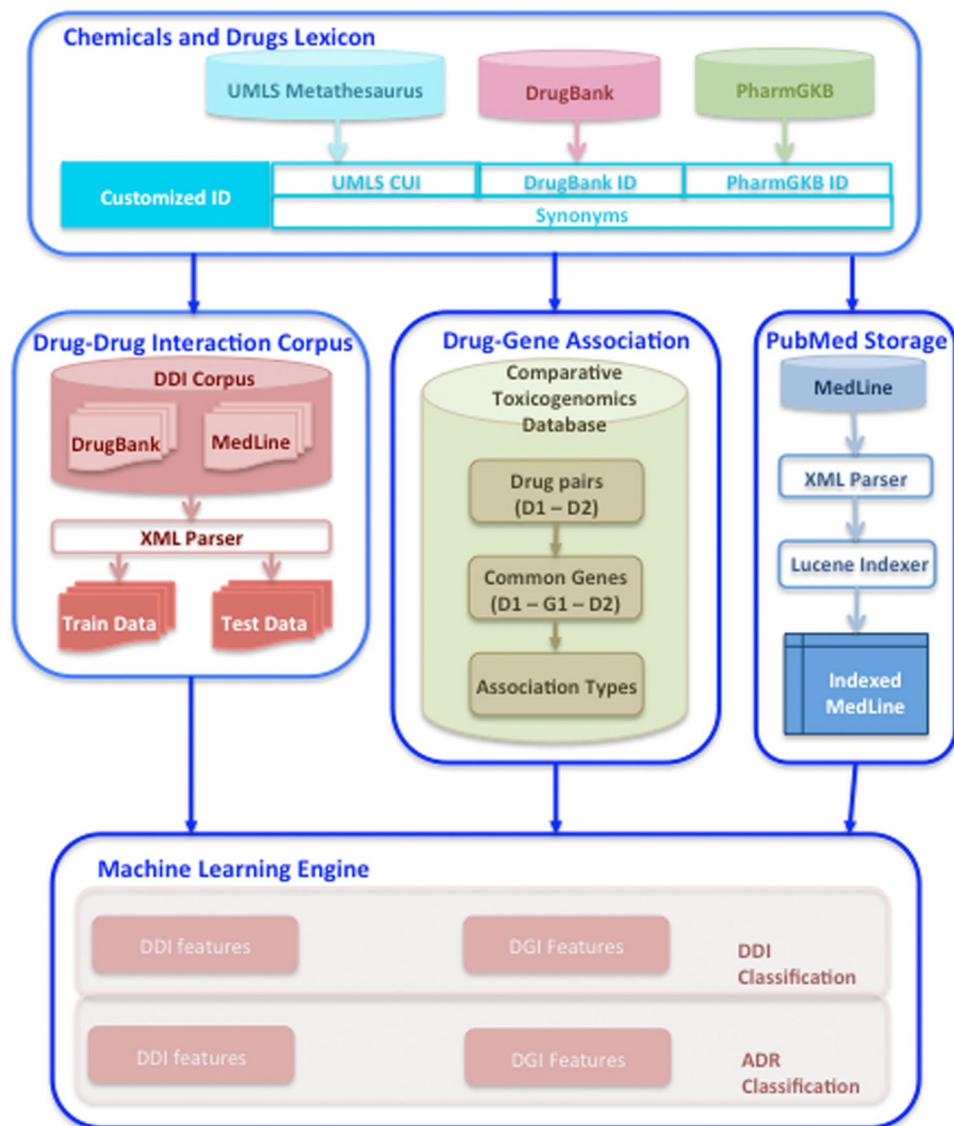 Chemicals and Drugs Lexicon
UMLS Metathesaurus
DrugBank
PharmGKB
Customized ID
UMLS CUI
DrugBank ID
PharmGKB ID
Synonyms
Drug-Drug Interaction Corpus
DDI Corpus
DrugBank
MedLine
XML Parser
Train Data
Test Data
Drug-Gene Association
Comparative
Toxicogenomics
Database
Drug pairs
(D1 – D2)
Common Genes
(D1 – G1 – D2)
Association Types
PubMed Storage
MedLine
XML Parser
Lucene Indexer
Indexed
MedLine
Machine Learning Engine
DDI features
DGI Features
DDI
Classification
DDI features
DGI Features
ADR
Classification